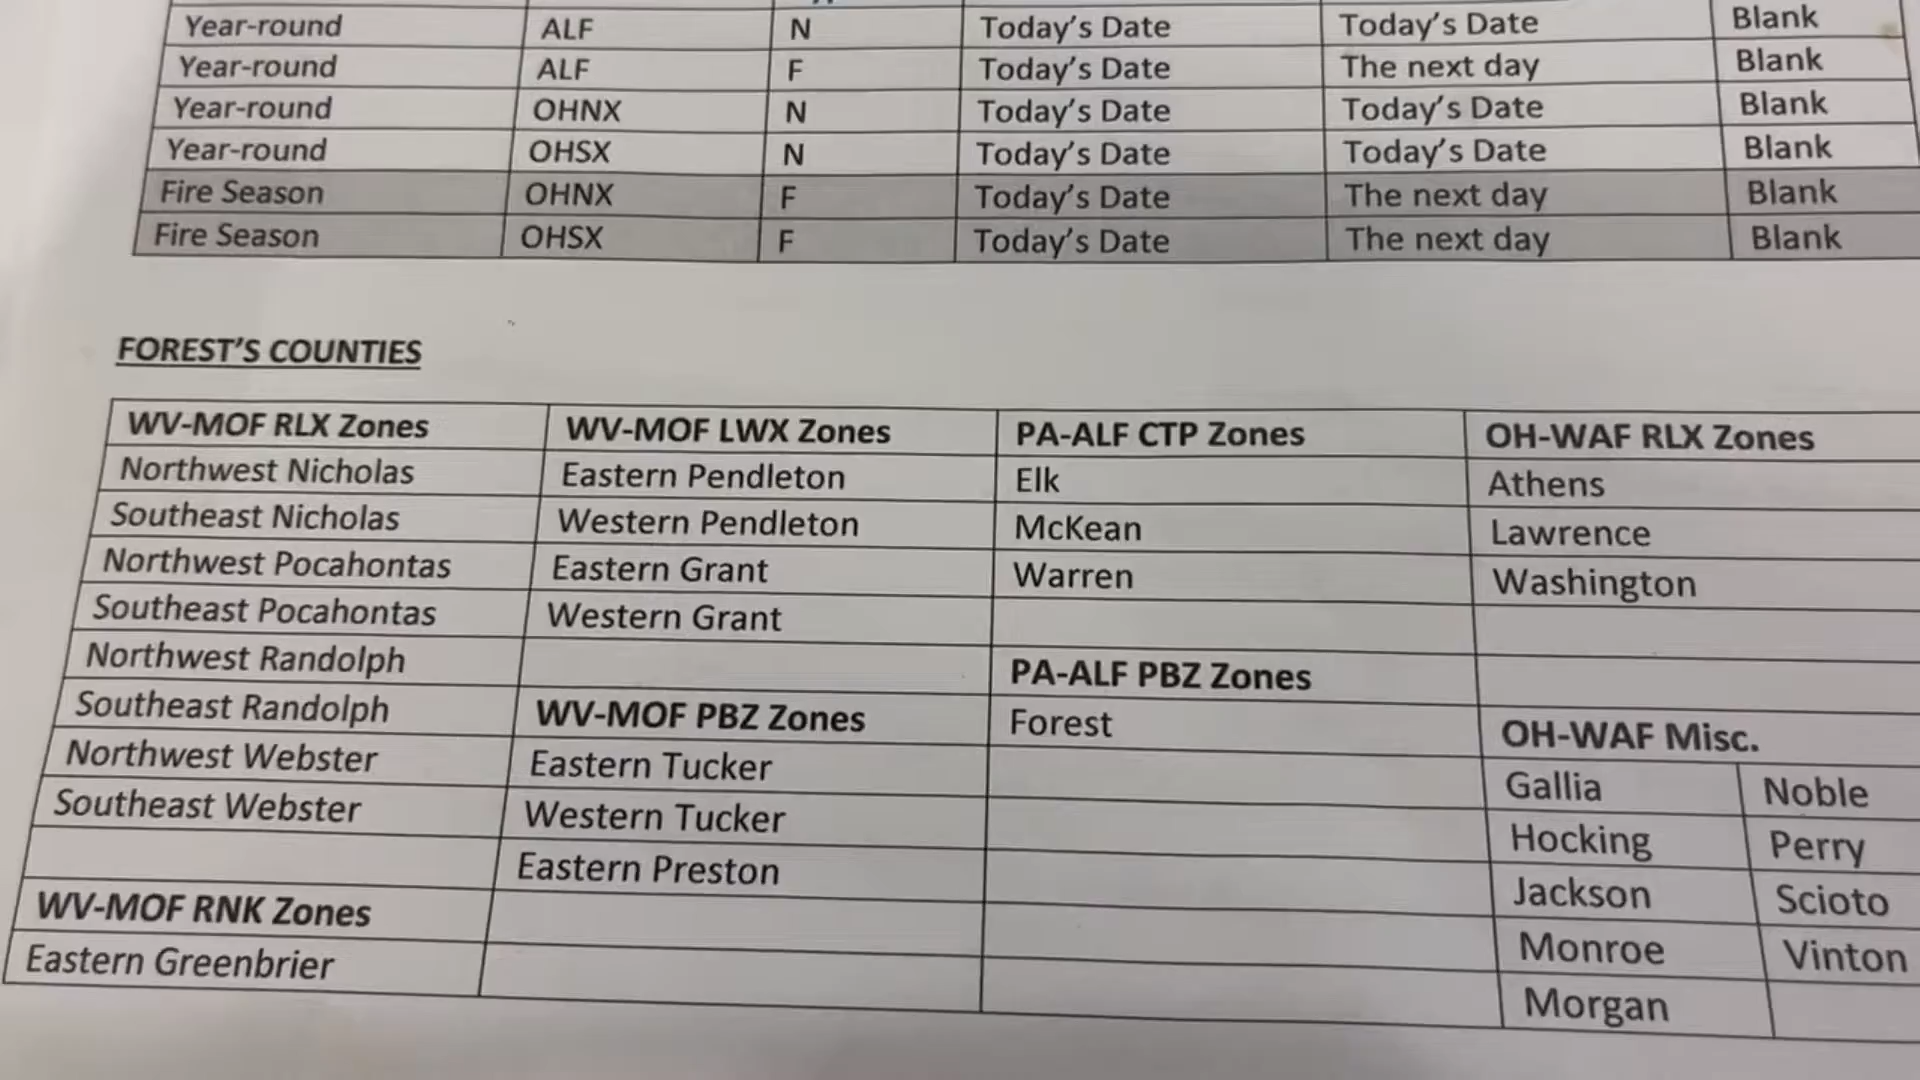 Year-round ALF N Today's Date Today's Date Blank
Year-round ALF F Today's Date The next day Blank
Year-round OHNX N Today's Date Today's Date Blank
Year-round OHSX N Today's Date Today's Date Blank
Fire Season OHNX F Today's Date The next day Blank
Fire Season OHSX F Today's Date The next day Blank
FOREST'S COUNTIES
WV-MOF RLX Zones WV-MOF LWX Zones PA-ALF CTP Zones OH-WAF RLX Zones
Northwest Nicholas Eastern Pendleton Elk Athens
Southeast Nicholas Western Pendleton McKean Lawrence
Northwest Pocahontas Eastern Grant Warren Washington
Southeast Pocahontas Western Grant
Northwest Randolph PA-ALF PBZ Zones
Southeast Randolph WV-MOF PBZ Zones Forest OH-WAF Misc.
Northwest Webster Eastern Tucker Gallia Noble
Southeast Webster Western Tucker Hocking Perry
Eastern Preston Jackson Scioto
WV-MOF RNK Zones Monroe Vinton
Eastern Greenbrier Morgan